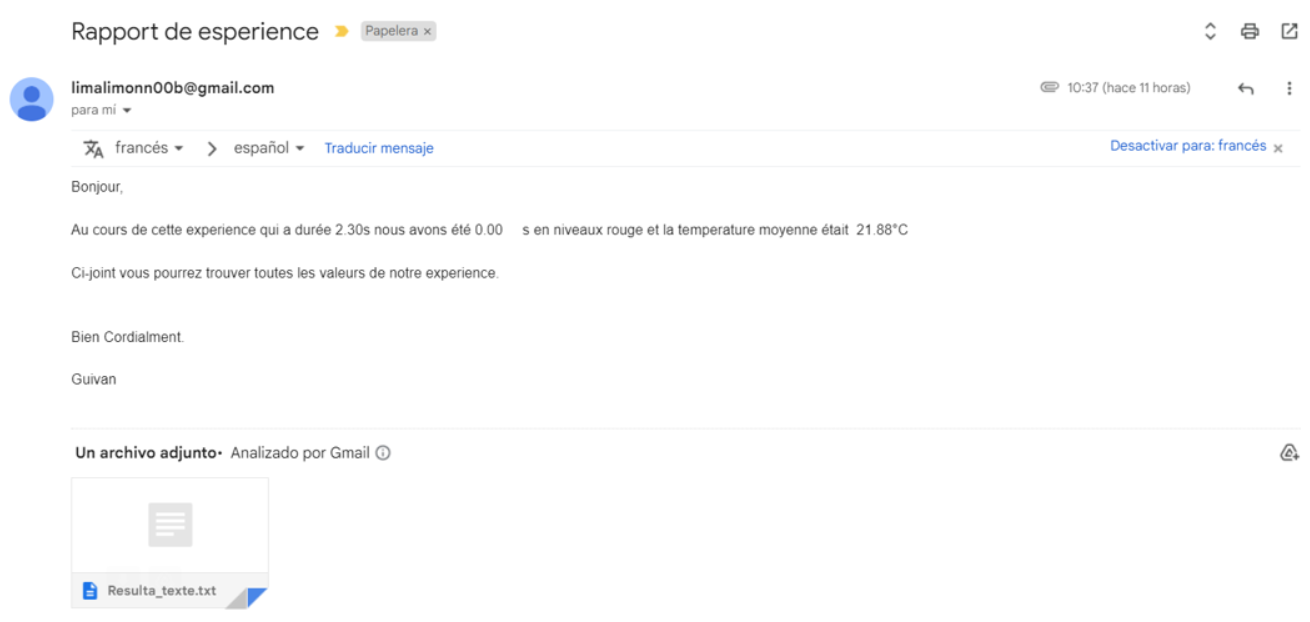 Rapport de esperience Papelera ×
limalimonn00b@gmail.com 10:37 (hace 11 horas)
para mí
francés español Traducir mensaje Desactivar para: francés ×
Bonjour,
Au cours de cette experience qui a durée 2.30s nous avons été 0.00 s en niveaux rouge et la temperature moyenne était 21.88°C
Ci-joint vous pourrez trouver toutes les valeurs de notre experience.
Bien Cordialment.
Guivan
Un archivo adjunto• Analizado por Gmail
Resulta_texte.txt